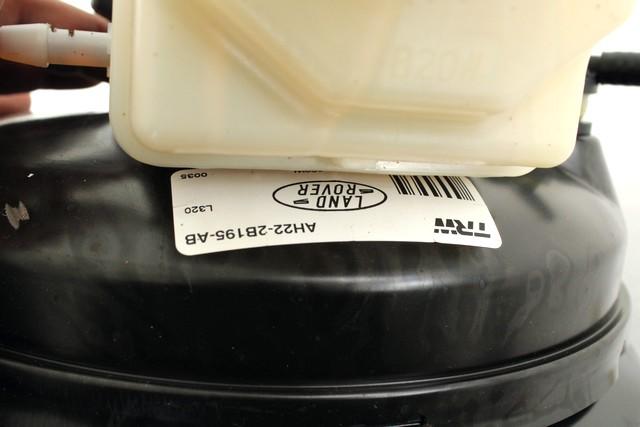 TRW
AH22-2B195-AB
LAND
ROVER
L320
0035